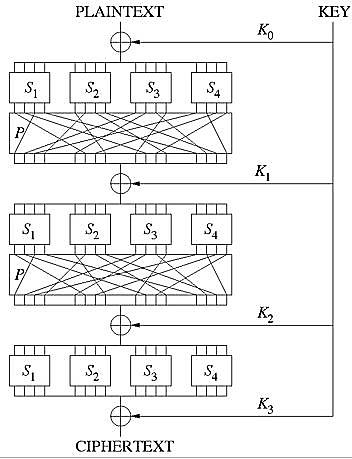 PLAINTEXT KEY
K0
S1 S2 S3 S4
P
K1
S1 S2 S3 S4
P
K2
S1 S2 S3 S4
K3
CIPHERTEXT